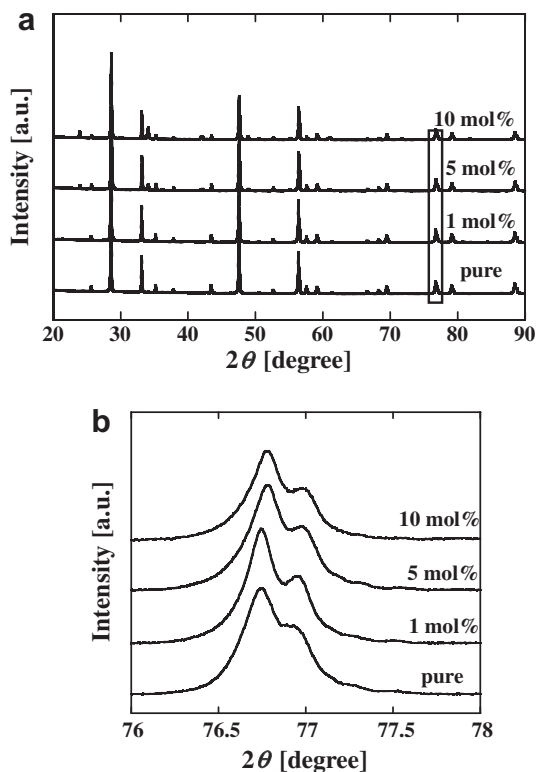 a
Intensity [a.u.]
10 mol%
5 mol%
1 mol%
pure
20 30 40 50 60 70 80 90
2θ [degree]
b
Intensity [a.u.]
10 mol%
5 mol%
1 mol%
pure
76 76.5 77 77.5 78
2θ [degree]